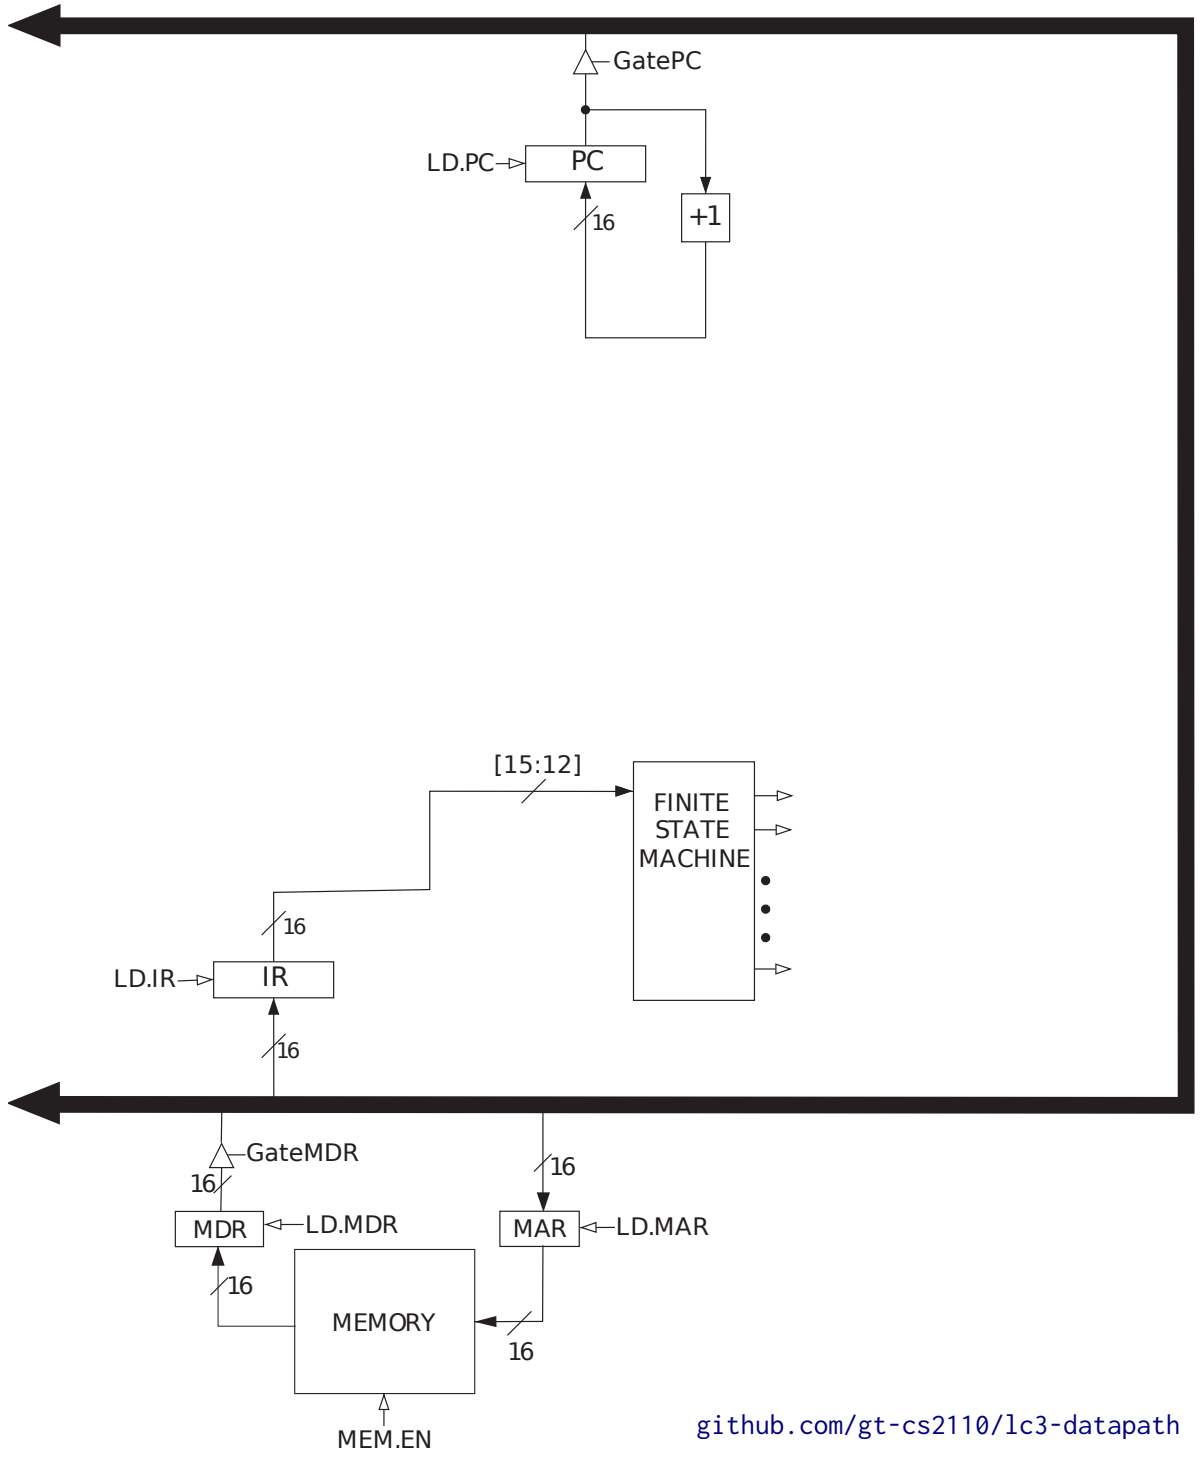 GatePC
LD.PC
PC
16
+1
[15:12]
FINITE
STATE
MACHINE
16
LD.IR
IR
16
GateMDR
16
16
MDR
LD.MDR
MAR
LD.MAR
16
MEMORY
16
MEM.EN
github.com/gt-cs2110/lc3-datapath